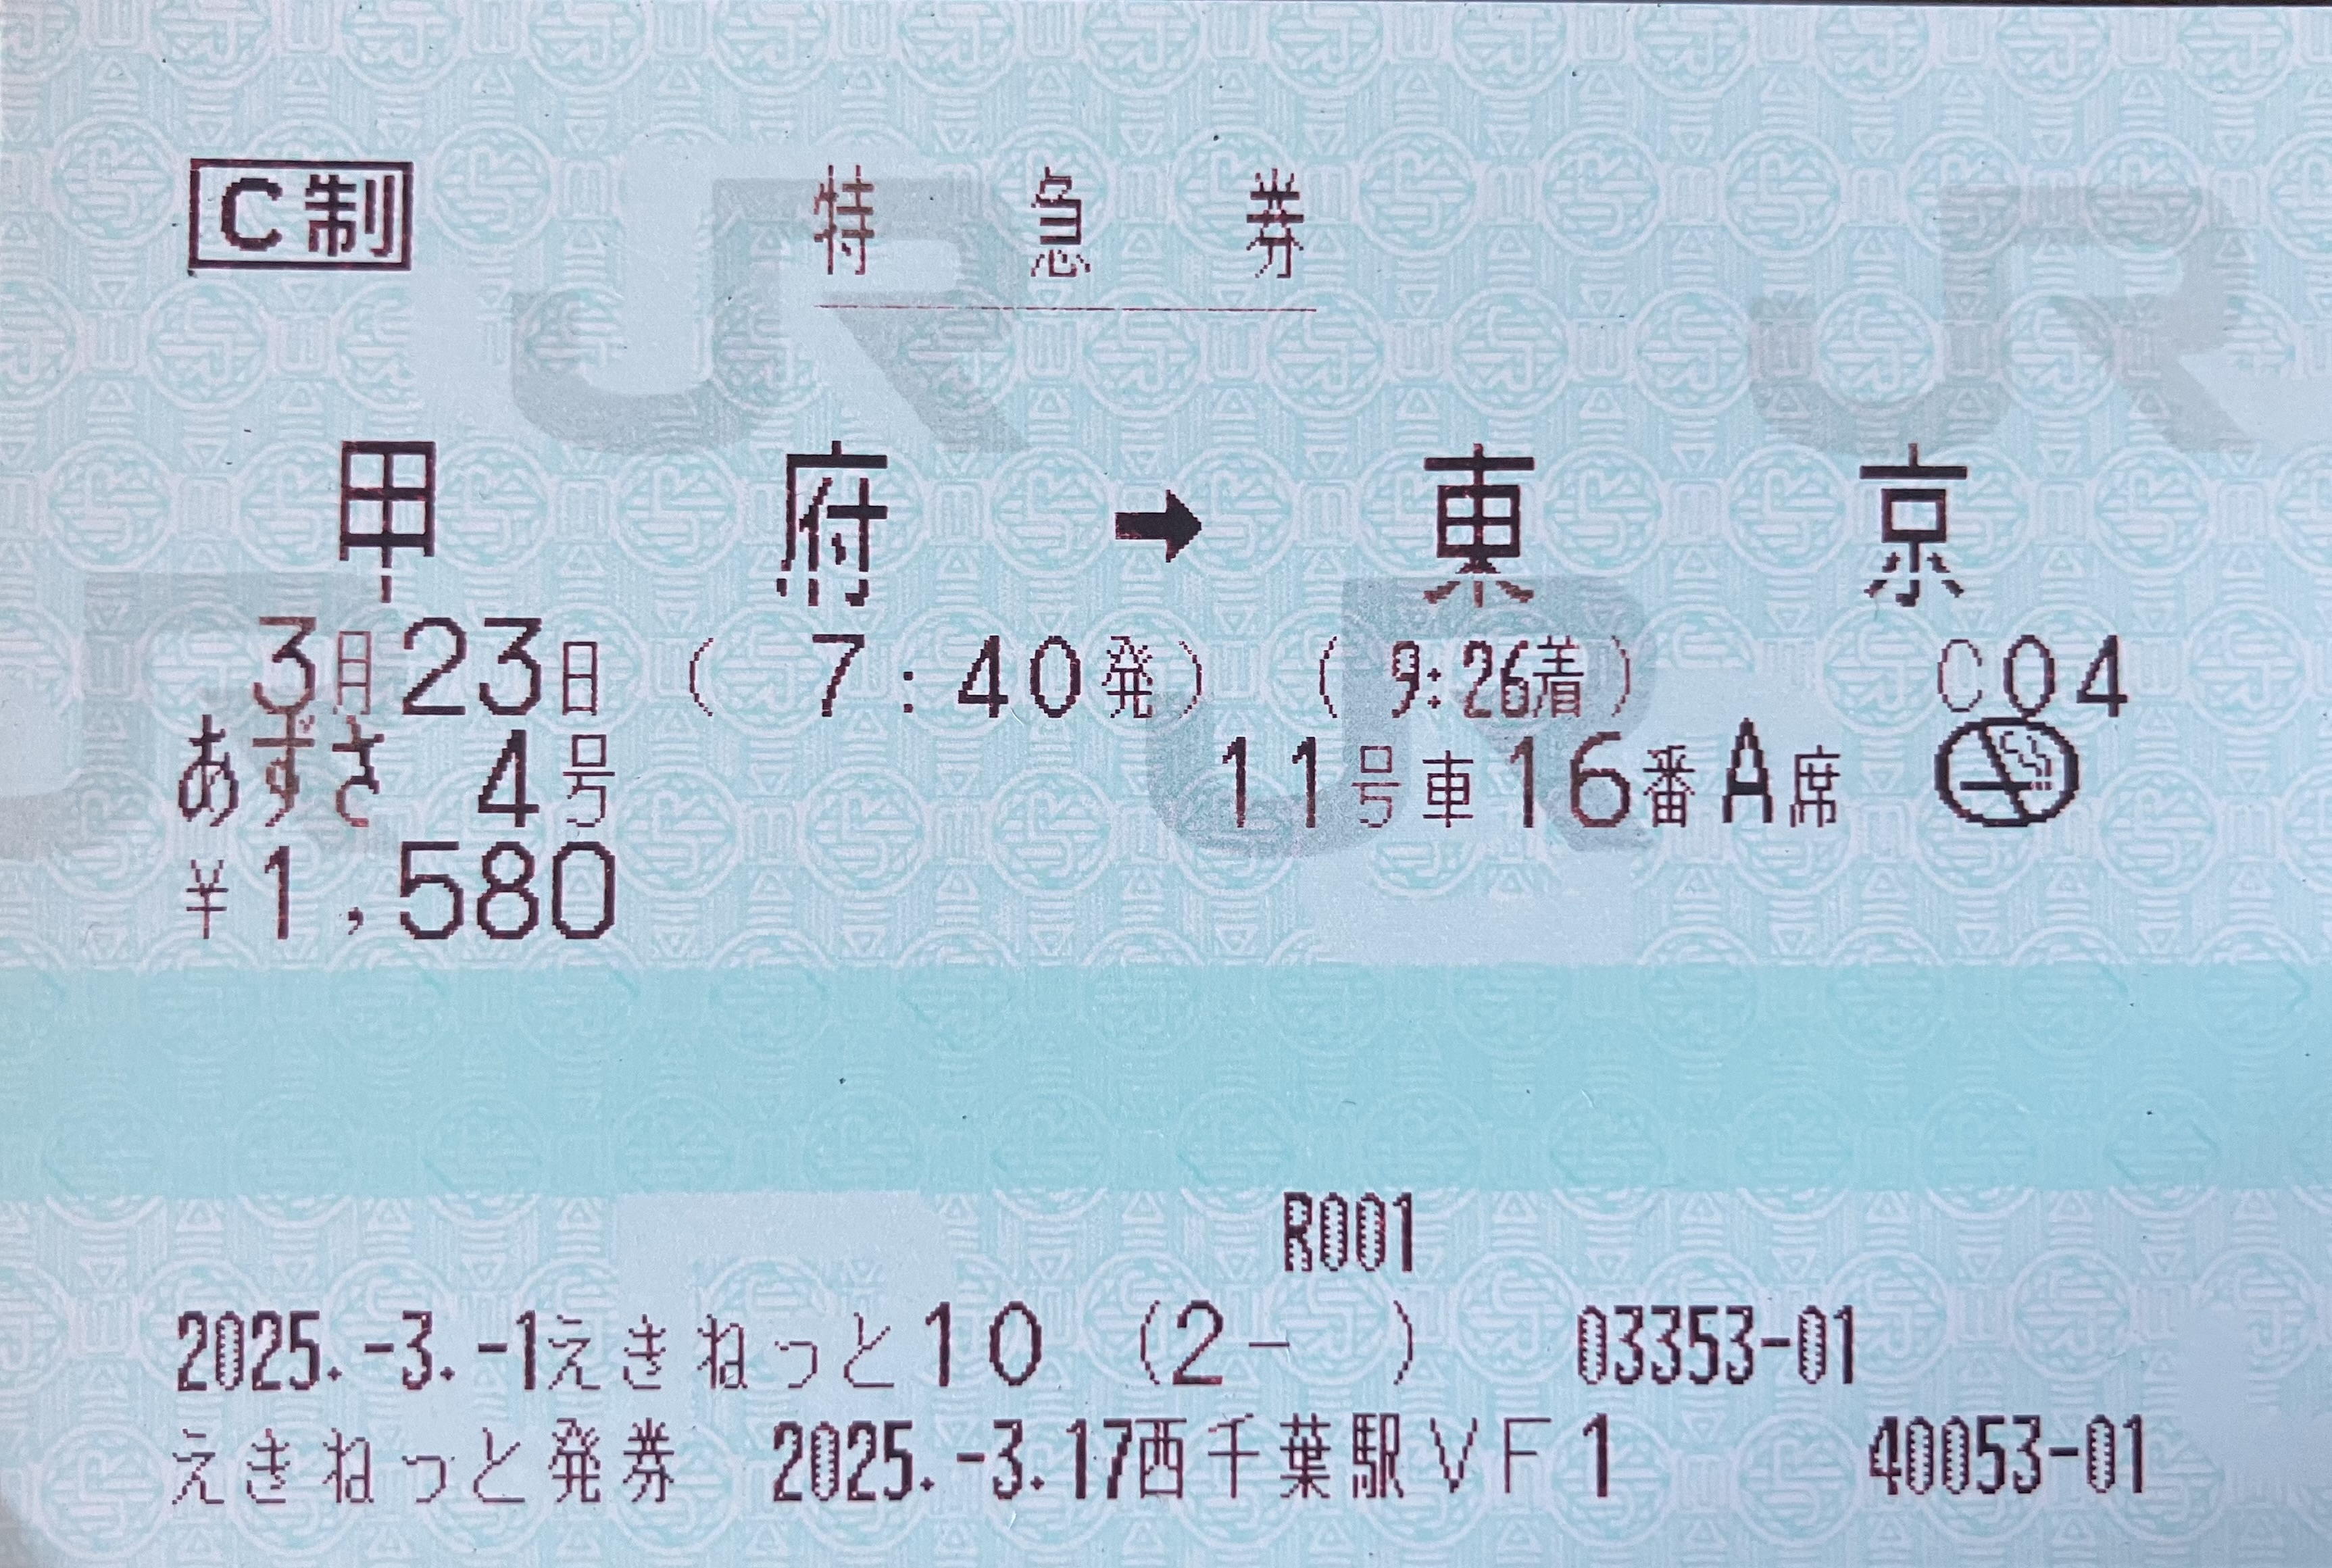 C制 特急券
甲府➡東京
3月23日 ( 7:40発) ( 9:26着) C04
あずさ 4号 11号車16番A席
¥1,580
R001
2025.-3.-1えきねっと10 (2- ) 03353-01
えきねっと発券 2025.-3.17西千葉駅VF1 40053-01